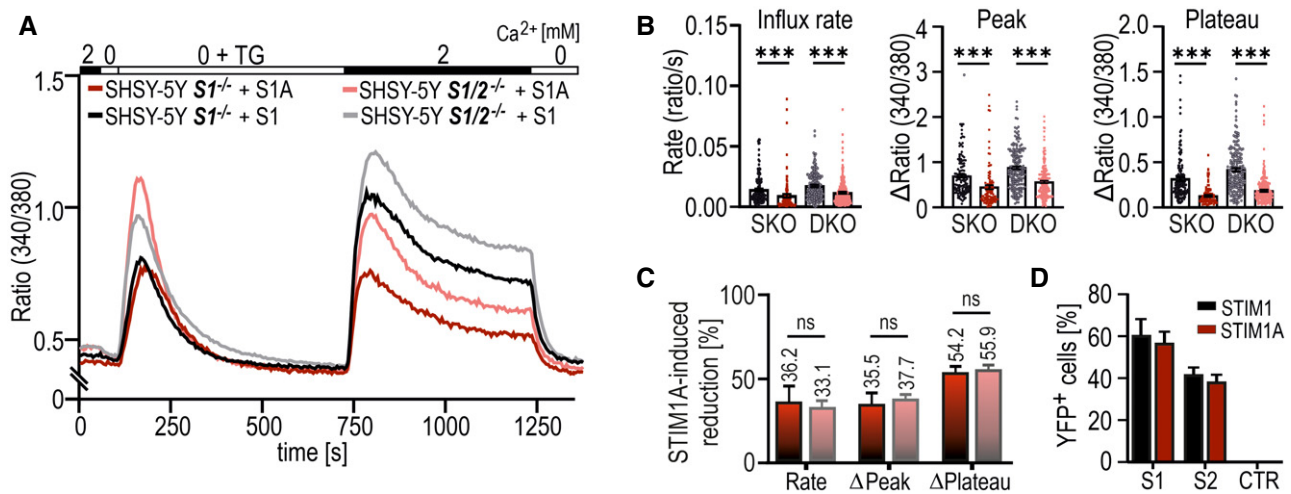 A
Ca²⁺ [mM]
2 0 0 + TG 2 0
SHSY-5Y S1⁻/⁻ + S1A
SHSY-5Y S1/2⁻/⁻ + S1A
SHSY-5Y S1⁻/⁻ + S1
SHSY-5Y S1/2⁻/⁻ + S1
Ratio (340/380)
1.5
1.0
0.5
0
0 250 500 750 1000 1250
time [s]
B
Influx rate
Rate (ratio/s)
0.15
0.10
0.05
0.00
*** ***
SKO DKO
Peak
ΔRatio (340/380)
4
3
2
1
0
*** ***
SKO DKO
Plateau
ΔRatio (340/380)
2.0
1.5
1.0
0.5
0.0
*** ***
SKO DKO
C
STIM1A-induced
reduction [%]
100
50
0
ns ns ns
36.2 33.1 35.5 37.7 54.2 55.9
Rate ΔPeak ΔPlateau
D
YFP⁺ cells [%]
80
60
40
20
0
STIM1
STIM1A
S1 S2 CTR